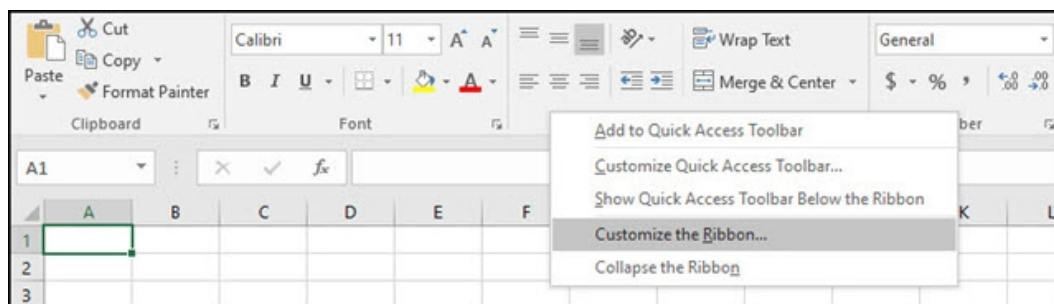 Cut
Copy
Paste
Format Painter
Clipboard
Calibri 11 A A
B I U A
Font
Wrap Text
Merge & Center
General
$ % , .00 .0
ber
Add to Quick Access Toolbar
Customize Quick Access Toolbar...
Show Quick Access Toolbar Below the Ribbon
Customize the Ribbon...
Collapse the Ribbon
A1 fx
A B C D E F K L
1
2
3